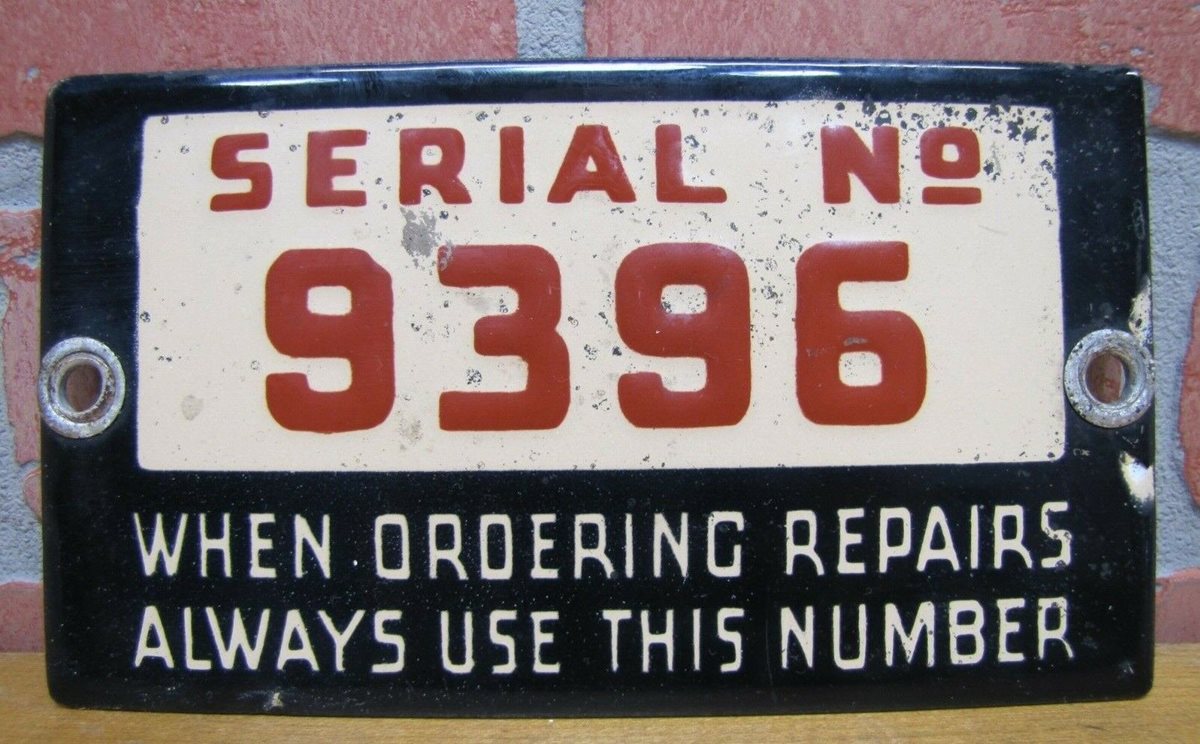 SERIAL No
9396
WHEN ORDERING REPAIRS
ALWAYS USE THIS NUMBER